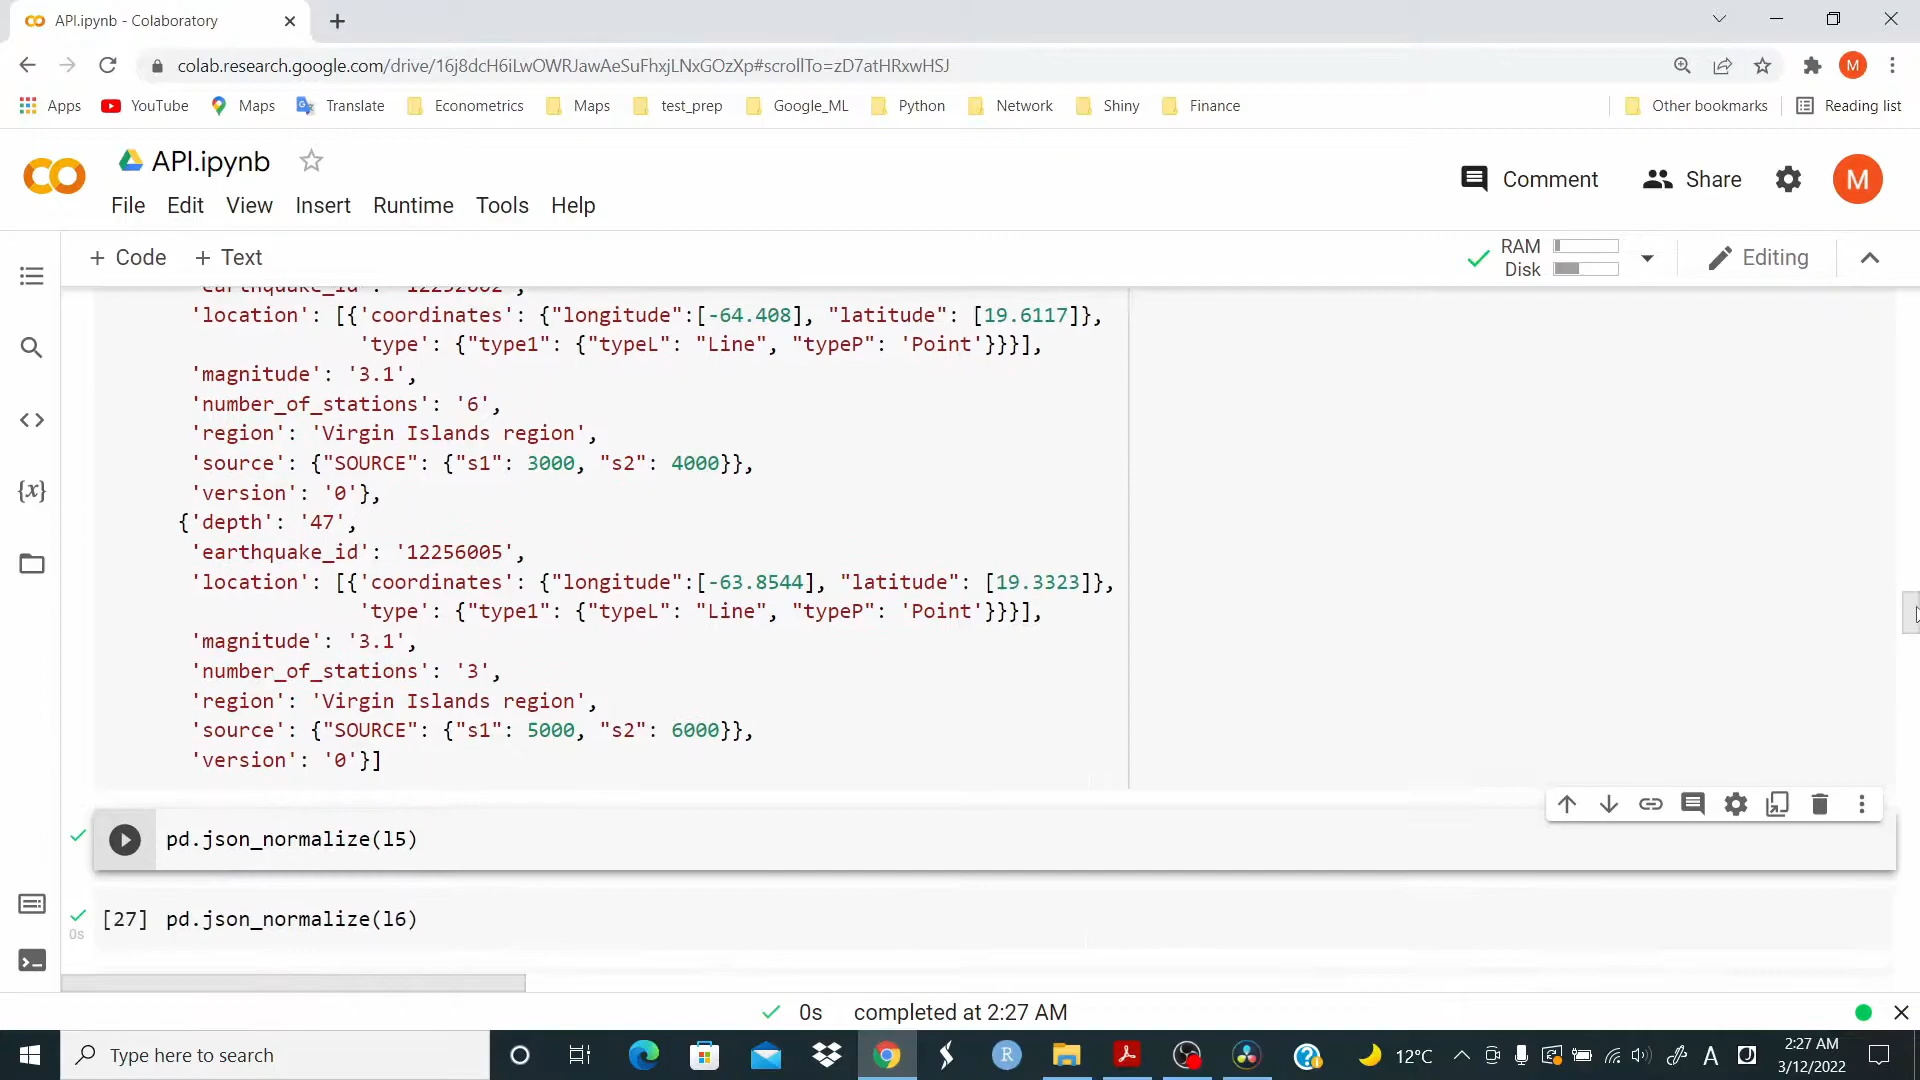 API.ipynb - Colaboratory
colab.research.google.com/drive/16j8dcH6iLwOWRJawAeSuFhxjLNxGOzXp#scrollTo=zD7atHRxwHSJ
M
Apps YouTube Maps Translate Econometrics Maps test_prep Google_ML Python Network Shiny Finance Other bookmarks Reading list
API.ipynb
Comment Share M
File Edit View Insert Runtime Tools Help
+ Code + Text
RAM
Disk
Editing
'earthquake_id': '12252002',
'location': [{'coordinates': {"longitude":[-64.408], "latitude": [19.6117]},
'type': {"type1": {"typeL": "Line", "typeP": 'Point'}}}],
'magnitude': '3.1',
'number_of_stations': '6',
'region': 'Virgin Islands region',
'source': {"SOURCE": {"s1": 3000, "s2": 4000}},
'version': '0'},
{'depth': '47',
'earthquake_id': '12256005',
'location': [{'coordinates': {"longitude":[-63.8544], "latitude": [19.3323]},
'type': {"type1": {"typeL": "Line", "typeP": 'Point'}}}],
'magnitude': '3.1',
'number_of_stations': '3',
'region': 'Virgin Islands region',
'source': {"SOURCE": {"s1": 5000, "s2": 6000}},
'version': '0'}]
pd.json_normalize(l5)
[27] pd.json_normalize(l6)
0s
0s completed at 2:27 AM
Type here to search
12°C
2:27 AM
3/12/2022